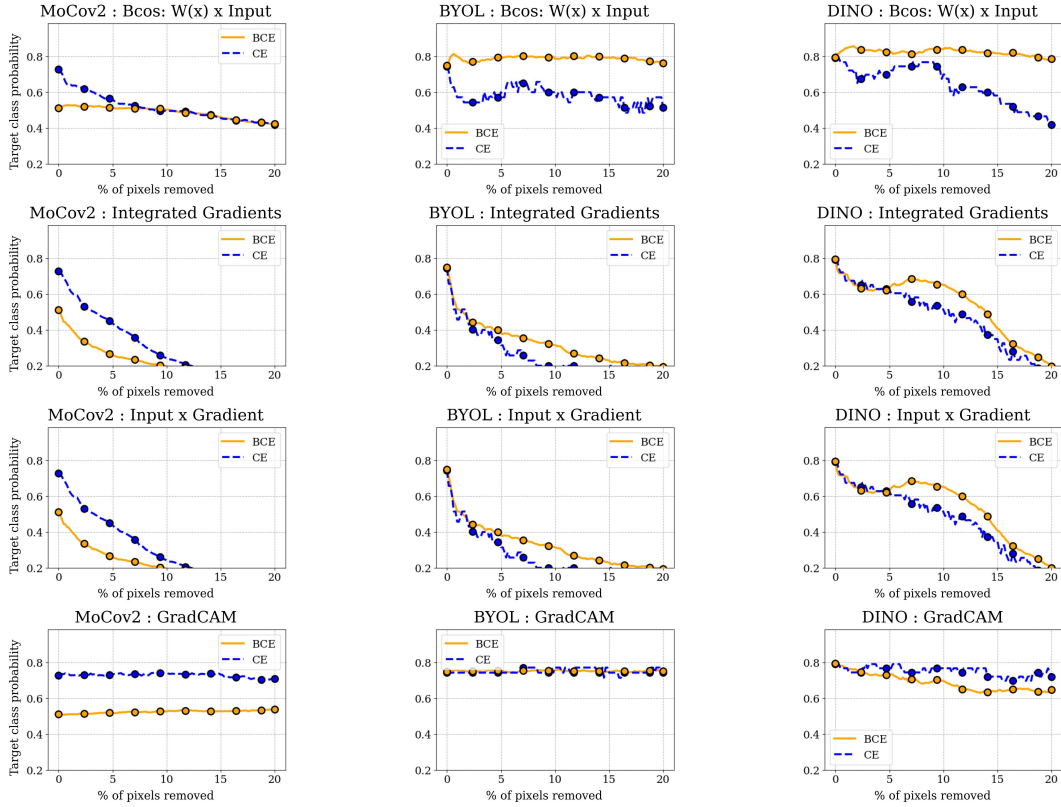 MoCov2 : Bcos: W(x) x Input
BCE
CE
Target class probability
0.8
0.6
0.4
0.2
0 5 10 15 20
% of pixels removed
BYOL : Bcos: W(x) x Input
0.8
0.6
0.4
0.2
BCE
CE
0 5 10 15 20
% of pixels removed
DINO : Bcos: W(x) x Input
0.8
0.6
0.4
0.2
BCE
CE
0 5 10 15 20
% of pixels removed
MoCov2 : Integrated Gradients
BCE
CE
Target class probability
0.8
0.6
0.4
0.2
0 5 10 15 20
% of pixels removed
BYOL : Integrated Gradients
BCE
CE
0.8
0.6
0.4
0.2
0 5 10 15 20
% of pixels removed
DINO : Integrated Gradients
BCE
CE
0.8
0.6
0.4
0.2
0 5 10 15 20
% of pixels removed
MoCov2 : Input x Gradient
BCE
CE
Target class probability
0.8
0.6
0.4
0.2
0 5 10 15 20
% of pixels removed
BYOL : Input x Gradient
BCE
CE
0.8
0.6
0.4
0.2
0 5 10 15 20
% of pixels removed
DINO : Input x Gradient
BCE
CE
0.8
0.6
0.4
0.2
0 5 10 15 20
% of pixels removed
MoCov2 : GradCAM
BCE
CE
Target class probability
0.8
0.6
0.4
0.2
0 5 10 15 20
% of pixels removed
BYOL : GradCAM
BCE
CE
0.8
0.6
0.4
0.2
0 5 10 15 20
% of pixels removed
DINO : GradCAM
0.8
0.6
0.4
0.2
BCE
CE
0 5 10 15 20
% of pixels removed